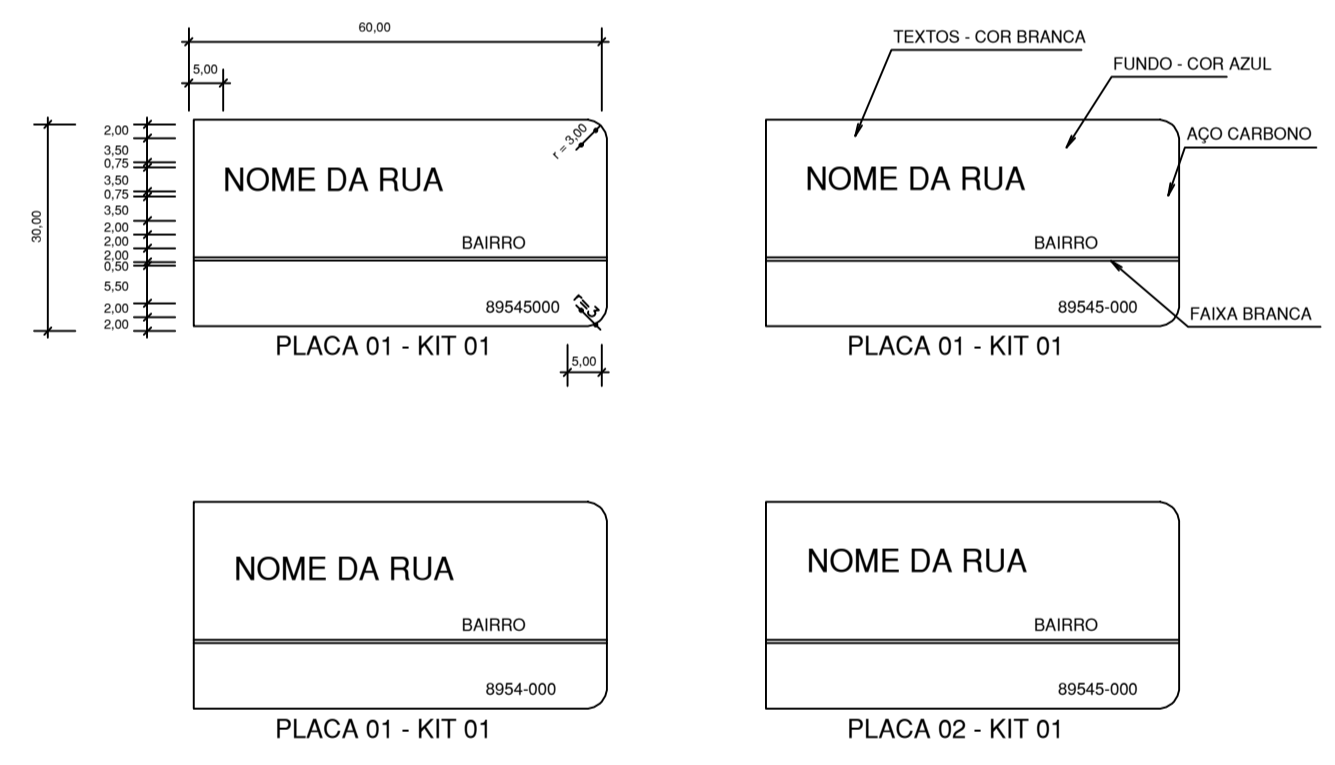 60,00
5,00
30,00
2,00
3,50
0,75
3,50
0,75
3,50
2,00
2,00
2,00
0,50
5,50
2,00
2,00
r = 3,00
NOME DA RUA
BAIRRO
89545000
r=3
PLACA 01 - KIT 01
5,00
TEXTOS - COR BRANCA
FUNDO - COR AZUL
AÇO CARBONO
NOME DA RUA
BAIRRO
89545-000
FAIXA BRANCA
PLACA 01 - KIT 01
NOME DA RUA
BAIRRO
8954-000
PLACA 01 - KIT 01
NOME DA RUA
BAIRRO
89545-000
PLACA 02 - KIT 01